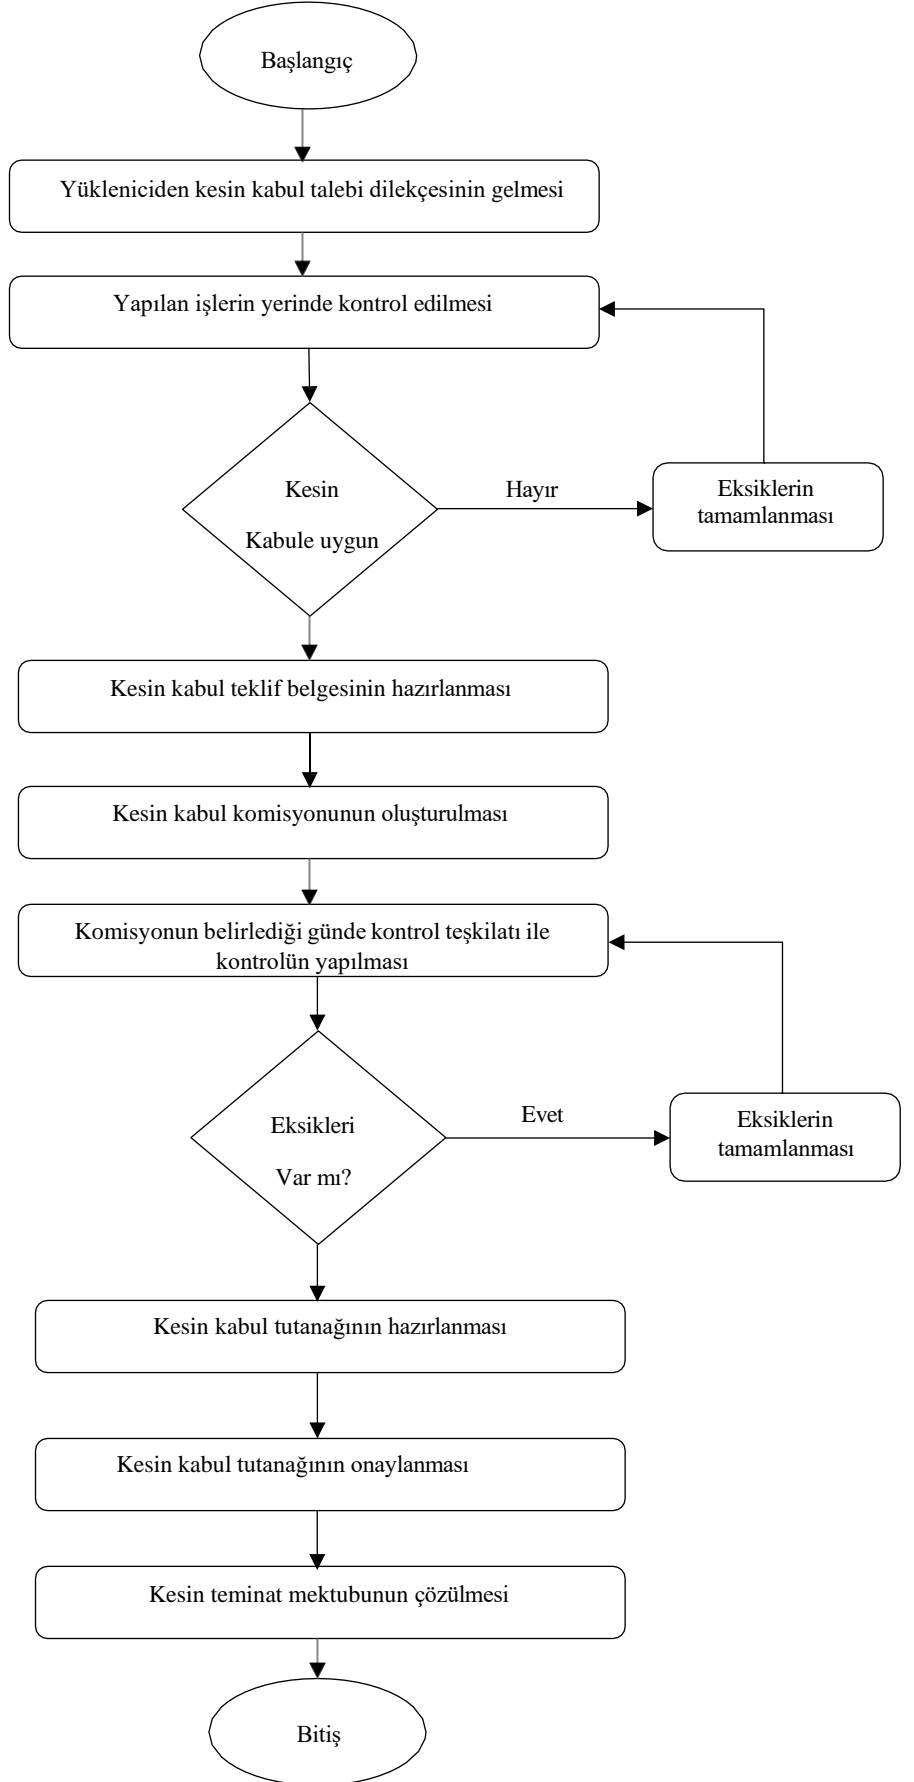 Başlangıç
Yükleniciden kesin kabul talebi dilekçesinin gelmesi
Yapılan işlerin yerinde kontrol edilmesi
Kesin
Kabule uygun
Hayır
Eksiklerin
tamamlanması
Kesin kabul teklif belgesinin hazırlanması
Kesin kabul komisyonunun oluşturulması
Komisyonun belirlediği günde kontrol teşkilatı ile
kontrolün yapılması
Eksikleri
Var mı?
Evet
Eksiklerin
tamamlanması
Kesin kabul tutanağının hazırlanması
Kesin kabul tutanağının onaylanması
Kesin teminat mektubunun çözülmesi
Bitiş